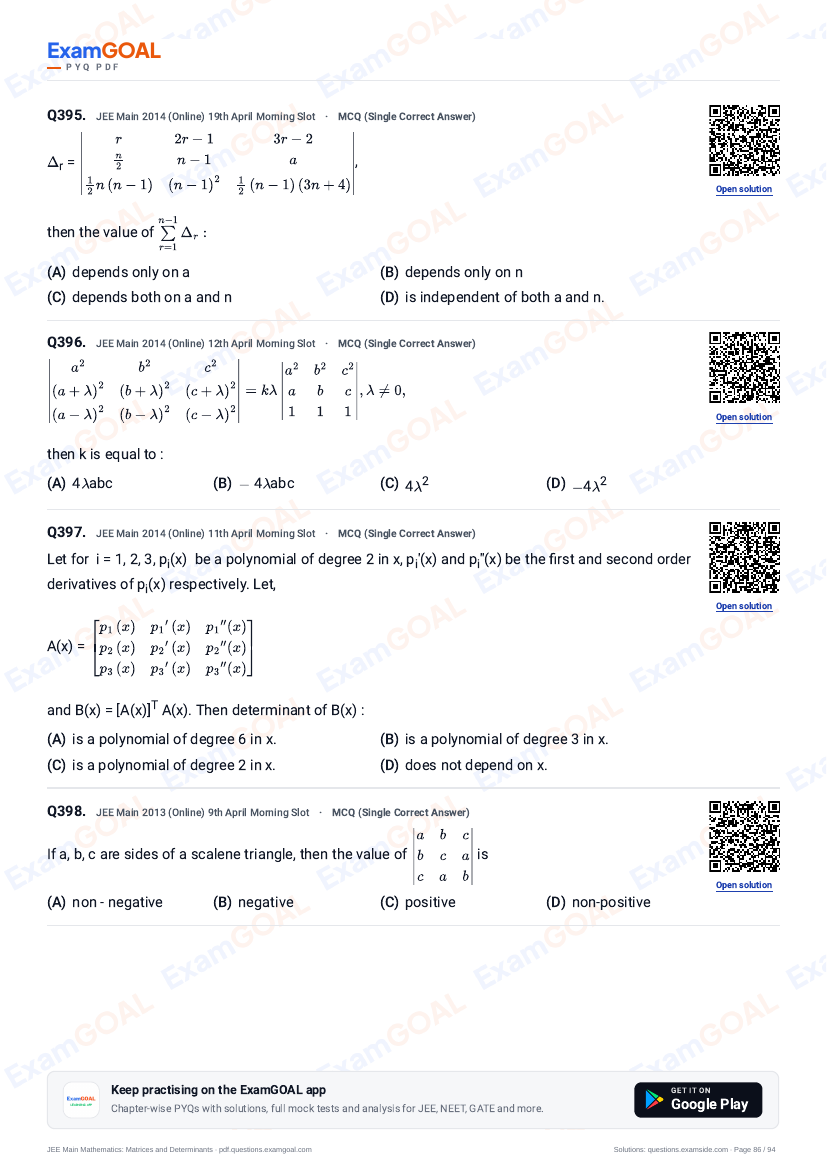 ExamGOAL
PYQ PDF
Q395. JEE Main 2014 (Online) 19th April Morning Slot · MCQ (Single Correct Answer)
Δr = | r 2r − 1 3r − 2 |
| n/2 n − 1 a |
| 1/2 n (n − 1) (n − 1)² 1/2 (n − 1) (3n + 4) |,
Open solution
then the value of ∑_{r=1}^{n−1} Δr :
(A) depends only on a (B) depends only on n
(C) depends both on a and n (D) is independent of both a and n.
Q396. JEE Main 2014 (Online) 12th April Morning Slot · MCQ (Single Correct Answer)
| a² b² c² | | a² b² c² |
| (a + λ)² (b + λ)² (c + λ)² | = kλ | a b c | , λ ≠ 0,
| (a − λ)² (b − λ)² (c − λ)² | | 1 1 1 |
Open solution
then k is equal to :
(A) 4λabc (B) − 4λabc (C) 4λ² (D) −4λ²
Q397. JEE Main 2014 (Online) 11th April Morning Slot · MCQ (Single Correct Answer)
Let for i = 1, 2, 3, pi(x) be a polynomial of degree 2 in x, pi'(x) and pi''(x) be the first and second order
derivatives of pi(x) respectively. Let,
Open solution
[ p₁ (x) p₁′ (x) p₁′′(x) ]
A(x) = [ p₂ (x) p₂′ (x) p₂′′(x) ]
[ p₃ (x) p₃′ (x) p₃′′(x) ]
and B(x) = [A(x)]ᵀ A(x). Then determinant of B(x) :
(A) is a polynomial of degree 6 in x. (B) is a polynomial of degree 3 in x.
(C) is a polynomial of degree 2 in x. (D) does not depend on x.
Q398. JEE Main 2013 (Online) 9th April Morning Slot · MCQ (Single Correct Answer)
| a b c |
If a, b, c are sides of a scalene triangle, then the value of | b c a | is
| c a b |
Open solution
(A) non - negative (B) negative (C) positive (D) non-positive
ExamGOAL
Keep practising on the ExamGOAL app
Chapter-wise PYQs with solutions, full mock tests and analysis for JEE, NEET, GATE and more.
GET IT ON
Google Play
JEE Main Mathematics: Matrices and Determinants · pdf.questions.examgoal.com Solutions: questions.examside.com · Page 86 / 94